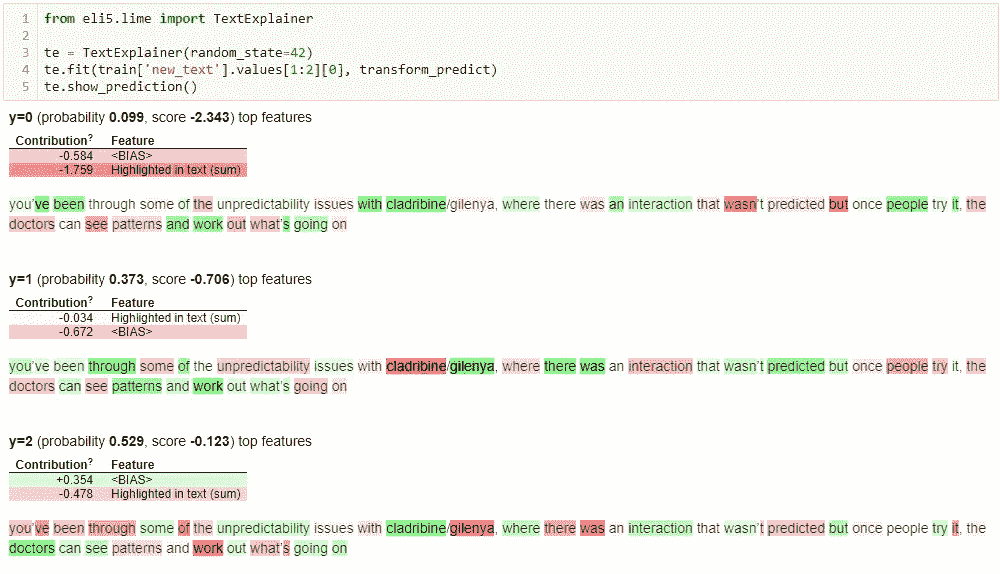 1 from eli5.lime import TextExplainer
2
3 te = TextExplainer(random_state=42)
4 te.fit(train['new_text'].values[1:2][0], transform_predict)
5 te.show_prediction()
y=0 (probability 0.099, score -2.343) top features
Contribution? Feature
-0.584 <BIAS>
-1.759 Highlighted in text (sum)
you've been through some of the unpredictability issues with cladribine/gilenya, where there was an interaction that wasn't predicted but once people try it, the
doctors can see patterns and work out what's going on
y=1 (probability 0.373, score -0.706) top features
Contribution? Feature
-0.034 Highlighted in text (sum)
-0.672 <BIAS>
you've been through some of the unpredictability issues with cladribine/gilenya, where there was an interaction that wasn't predicted but once people try it, the
doctors can see patterns and work out what's going on
y=2 (probability 0.529, score -0.123) top features
Contribution? Feature
+0.354 <BIAS>
-0.478 Highlighted in text (sum)
you've been through some of the unpredictability issues with cladribine/gilenya, where there was an interaction that wasn't predicted but once people try it, the
doctors can see patterns and work out what's going on